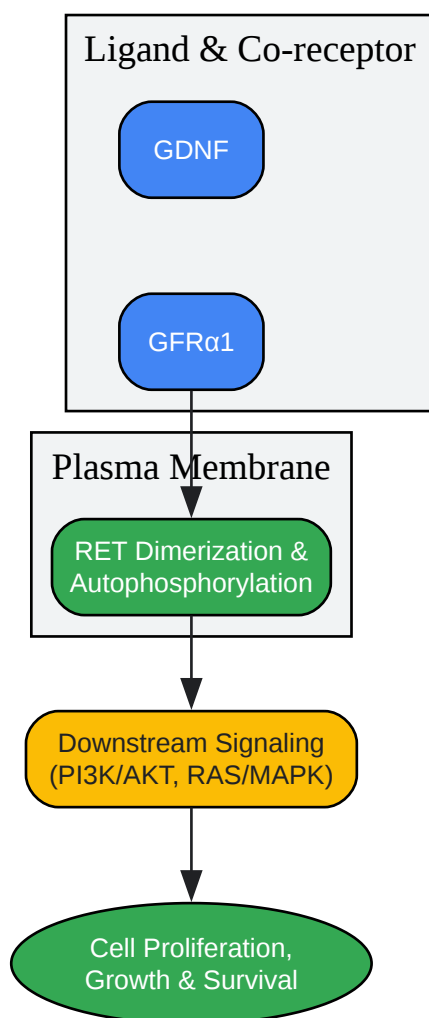 Ligand & Co-receptor
GDNF
GFRα1
Plasma Membrane
RET Dimerization &
Autophosphorylation
Downstream Signaling
(PI3K/AKT, RAS/MAPK)
Cell Proliferation,
Growth & Survival